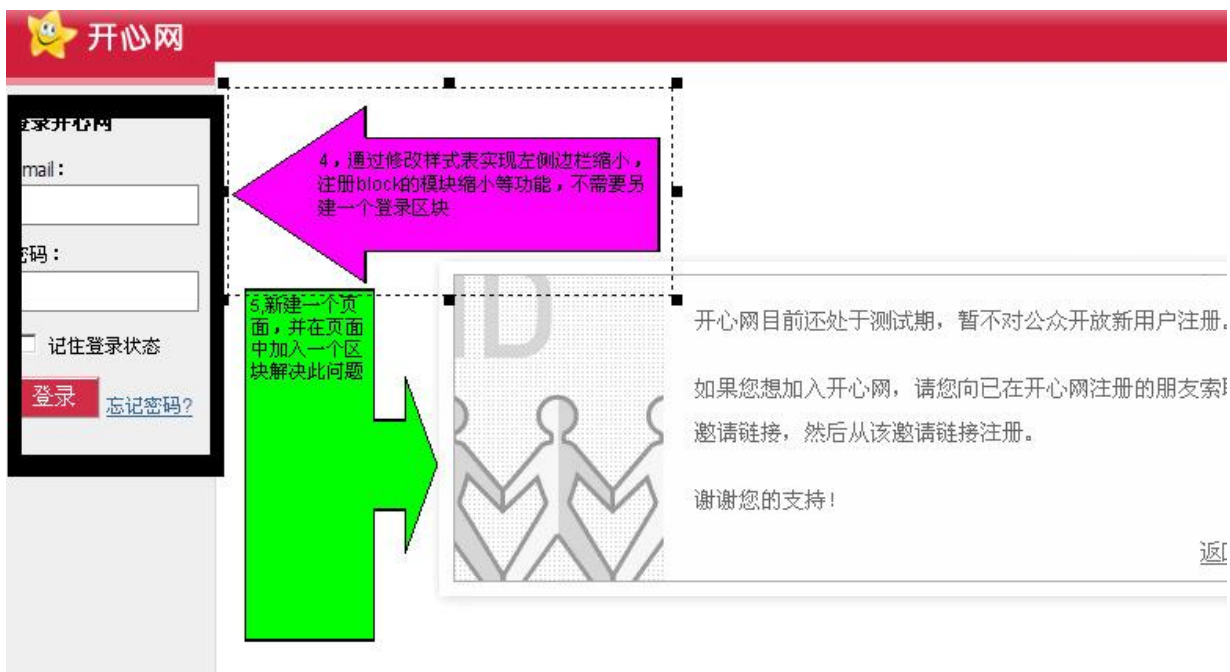 开心网
登录开心网
mail：
密码：
记住登录状态
登录
忘记密码?
4，通过修改样式表实现左侧边栏缩小，
注册block的模块缩小等功能，不需要另
建一个登录区块
5,新建一个页
面，并在页面
中加入一个区
块解决此问题
ID
开心网目前还处于测试期，暂不对公众开放新用户注册。
如果您想加入开心网，请您向已在开心网注册的朋友索
邀请链接，然后从该邀请链接注册。
谢谢您的支持！
返